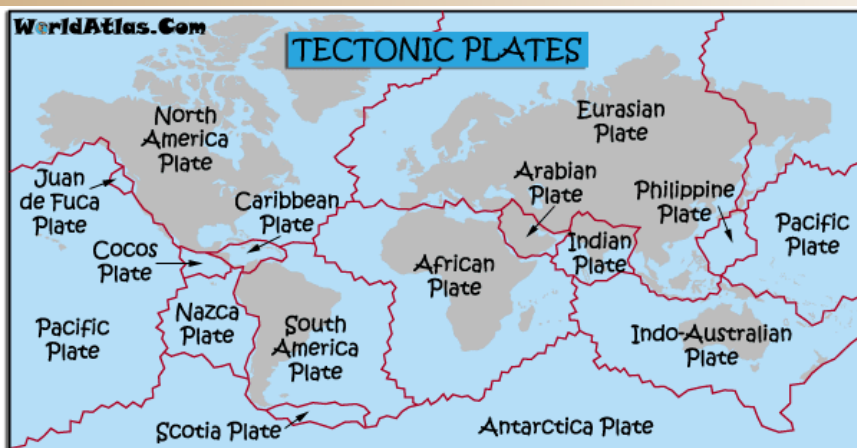 WorldAtlas.Com
TECTONIC PLATES
North
America
Plate
Eurasian
Plate
Juan
de Fuca
Plate
Caribbean
Plate
Arabian
Plate
Philippine
Plate
Pacific
Plate
Cocos
Plate
African
Plate
Indian
Plate
Nazca
Plate
Pacific
Plate
South
America
Plate
Indo-Australian
Plate
Scotia Plate
Antarctica Plate